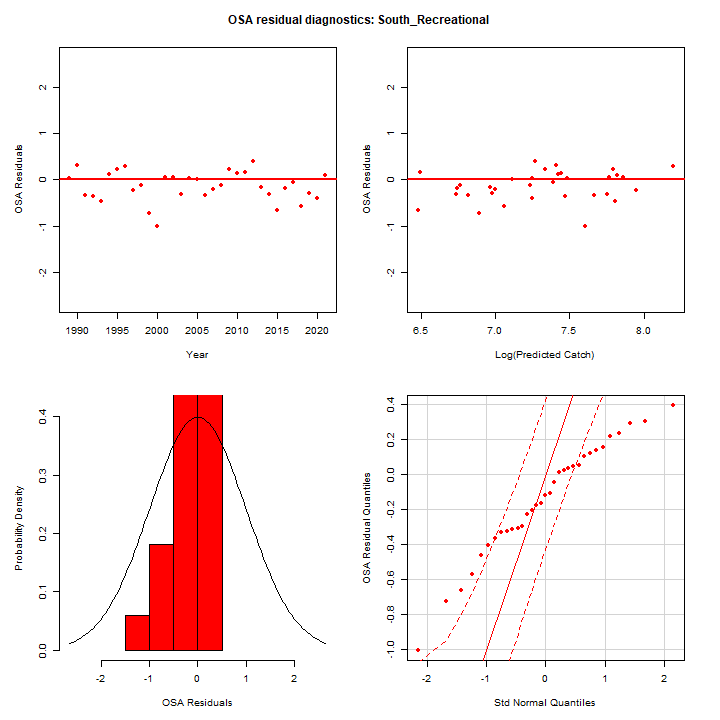 OSA residual diagnostics: South_Recreational
OSA Residuals
2
1
0
-1
-2
1990 1995 2000 2005 2010 2015 2020
Year
OSA Residuals
2
1
0
-1
-2
6.5 7.0 7.5 8.0
Log(Predicted Catch)
Probability Density
0.4
0.3
0.2
0.1
0.0
-2 -1 0 1 2
OSA Residuals
OSA Residual Quantiles
0.4
0.2
0.0
-0.2
-0.4
-0.6
-0.8
-1.0
-2 -1 0 1 2
Std Normal Quantiles